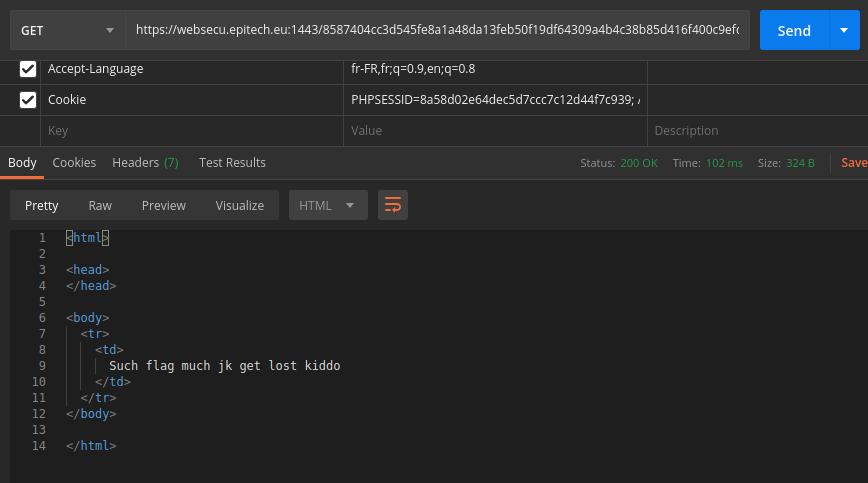 GET https://websecu.epitech.eu:1443/8587404cc3d545fe8a1a48da13feb50f19df64309a4b4c38b85d416f400c9efc Send
Accept-Language fr-FR,fr;q=0.9,en;q=0.8
Cookie PHPSESSID=8a58d02e64dec5d7ccc7c12d44f7c939; /
Key Value Description
Body Cookies Headers (7) Test Results Status: 200 OK Time: 102 ms Size: 324 B Save
Pretty Raw Preview Visualize HTML
1 <html>
2
3 <head>
4 </head>
5
6 <body>
7 <tr>
8 <td>
9 Such flag much jk get lost kiddo
10 </td>
11 </tr>
12 </body>
13
14 </html>